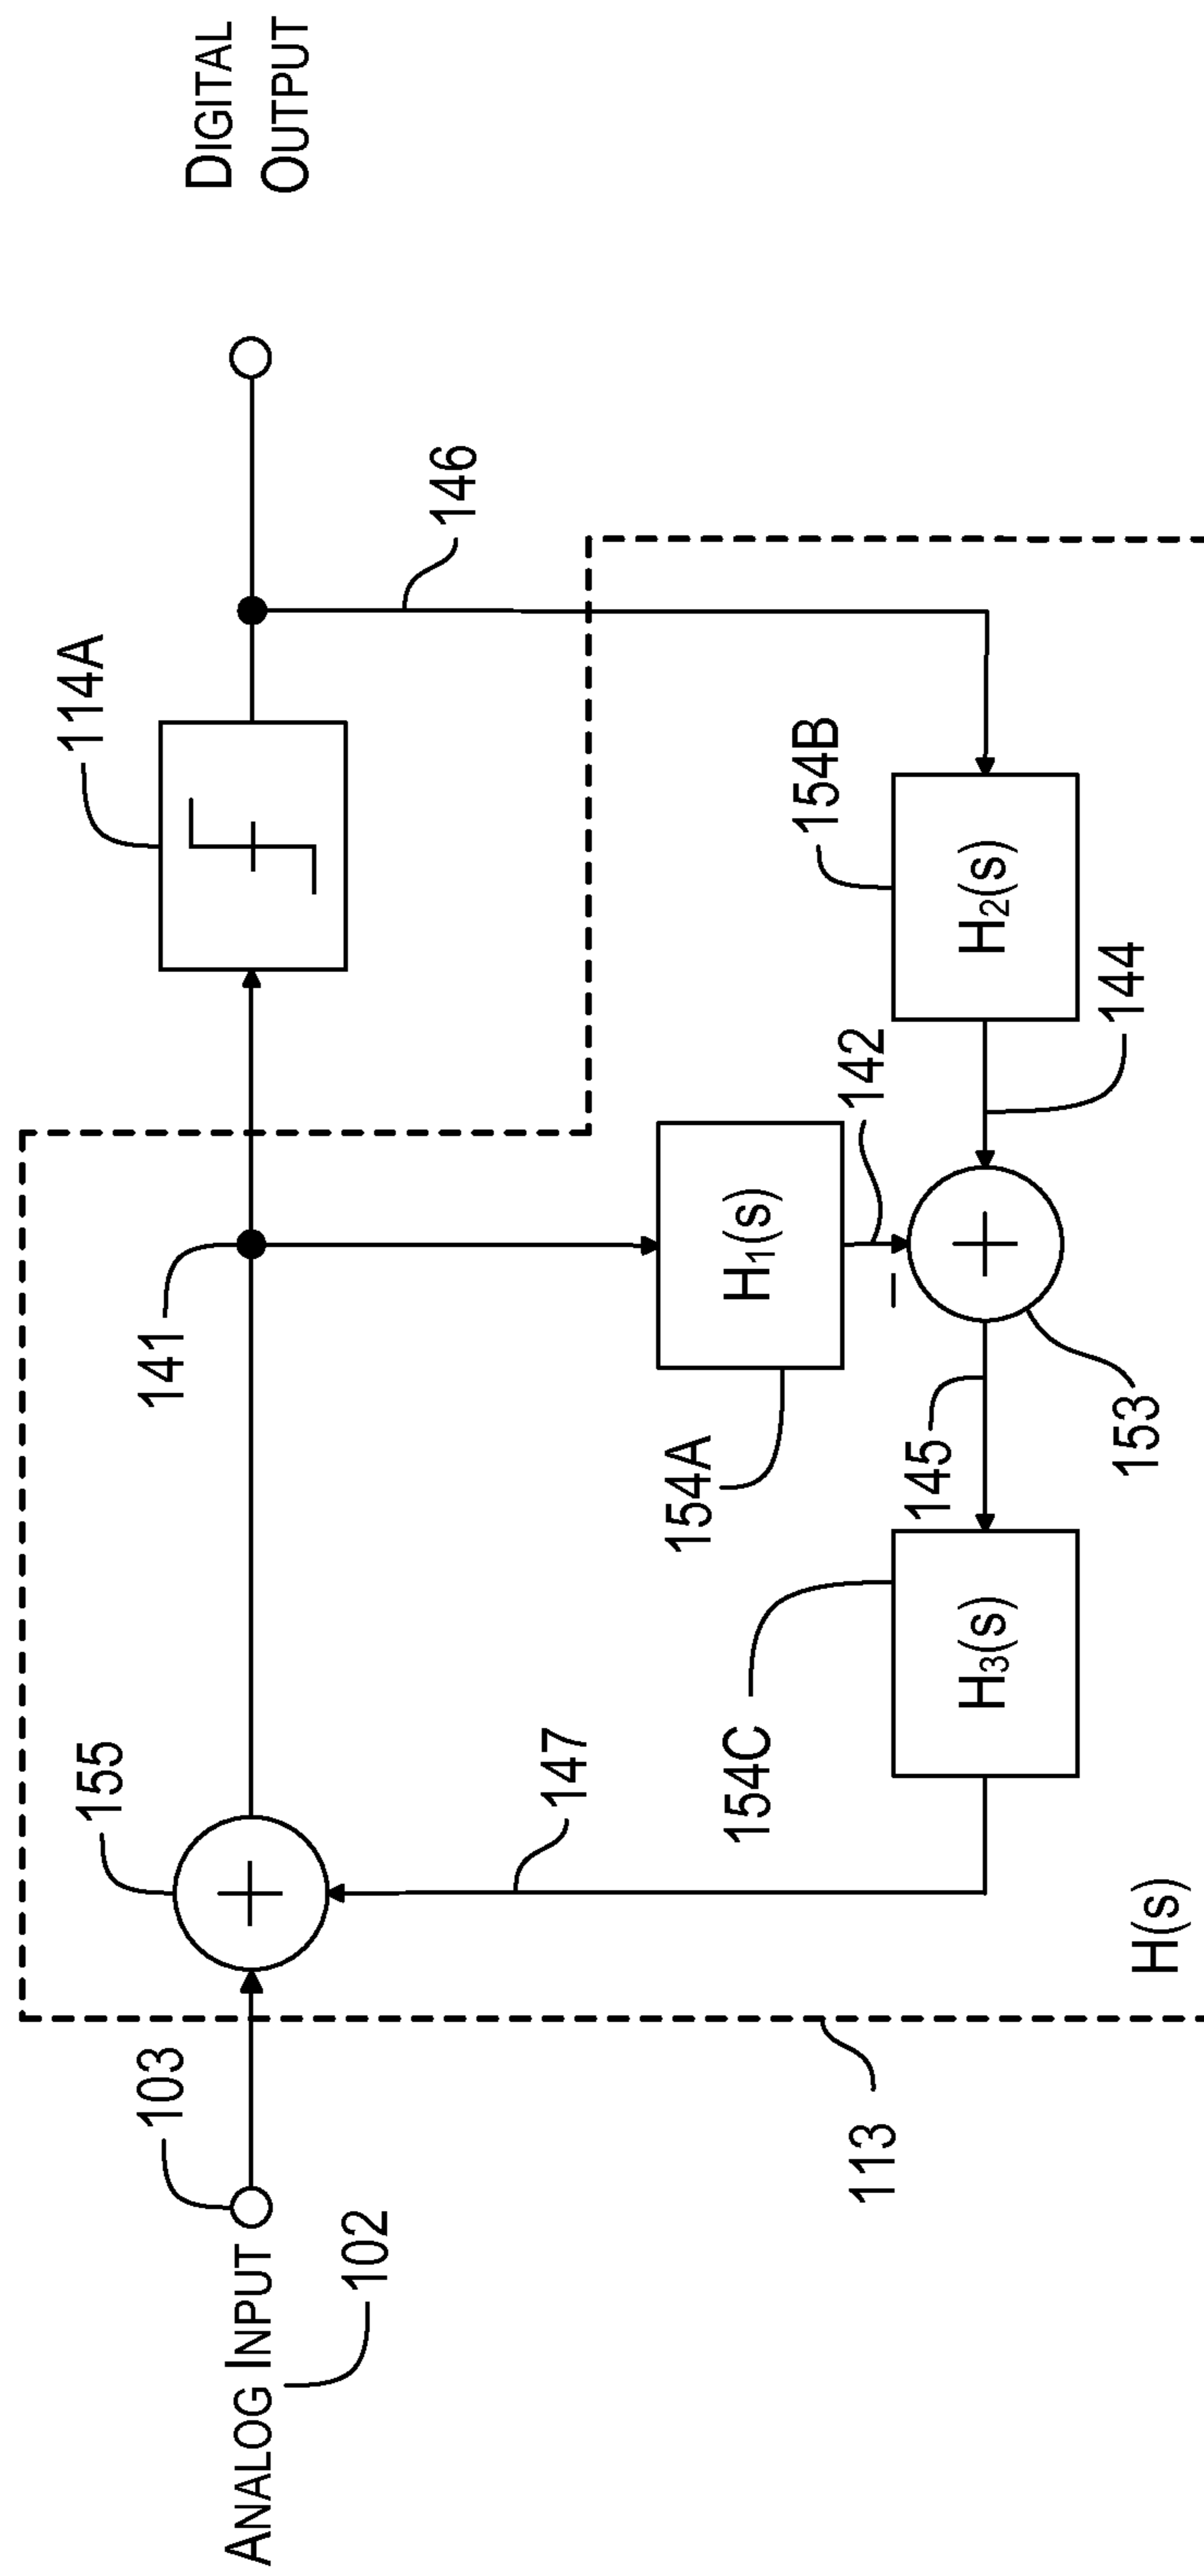 ANALOG INPUT
102
103
155
141
114A
DIGITAL
OUTPUT
146
147
154A
H1(s)
142
−
154B
H2(s)
144
153
145
154C
H3(s)
113
H(s)